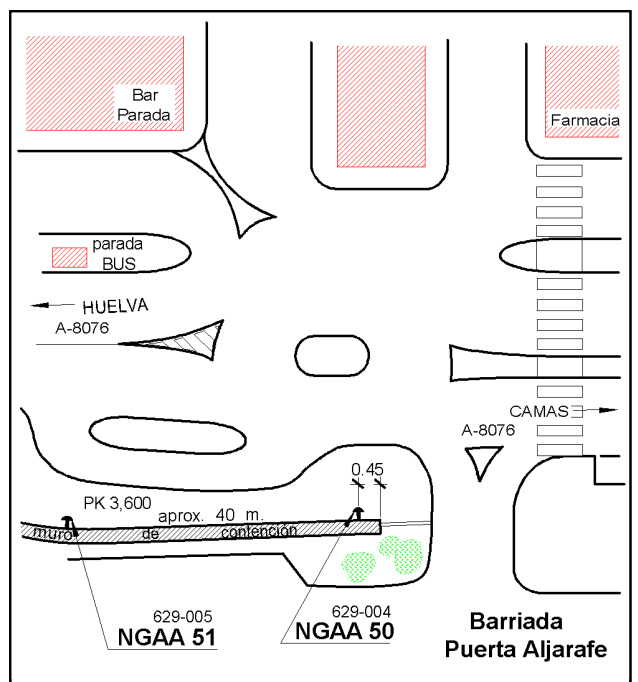 Bar
Parada
Farmacia
parada
BUS
HUELVA
A-8076
CAMAS
A-8076
0.45
PK 3,600
aprox. 40 m.
muro de contención
629-005
NGAA 51
629-004
NGAA 50
Barriada
Puerta Aljarafe